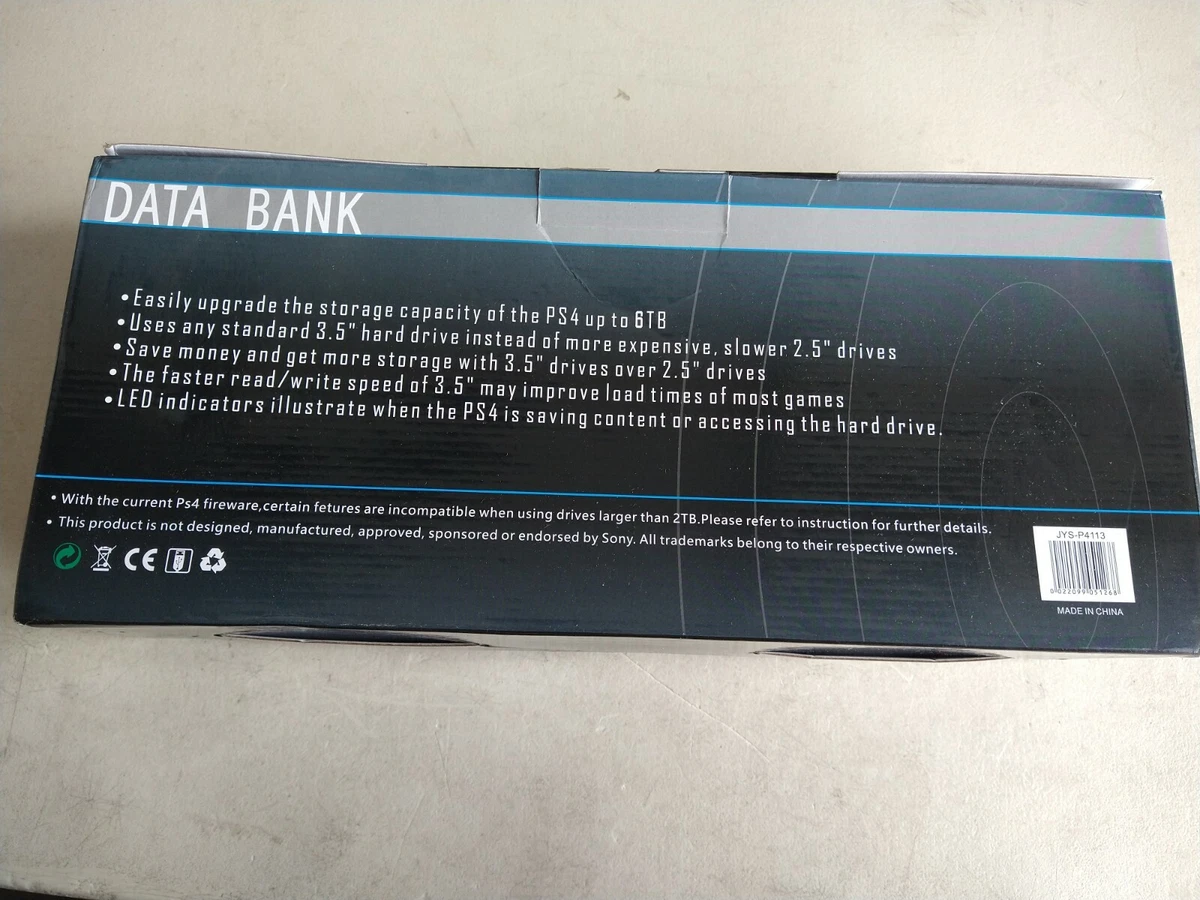 DATA BANK
•Easily upgrade the storage capacity of the PS4 up to 6TB
•Uses any standard 3.5" hard drive instead of more expensive, slower 2.5" drives
•Save money and get more storage with 3.5" drives over 2.5" drives
•The faster read/write speed of 3.5" may improve load times of most games
•LED indicators illustrate when the PS4 is saving content or accessing the hard drive.
• With the current Ps4 fireware,certain fetures are incompatible when using drives larger than 2TB.Please refer to instruction for further details.
• This product is not designed, manufactured, approved, sponsored or endorsed by Sony. All trademarks belong to their respective owners.
CE
JYS-P4113
0 022099 051268
MADE IN CHINA